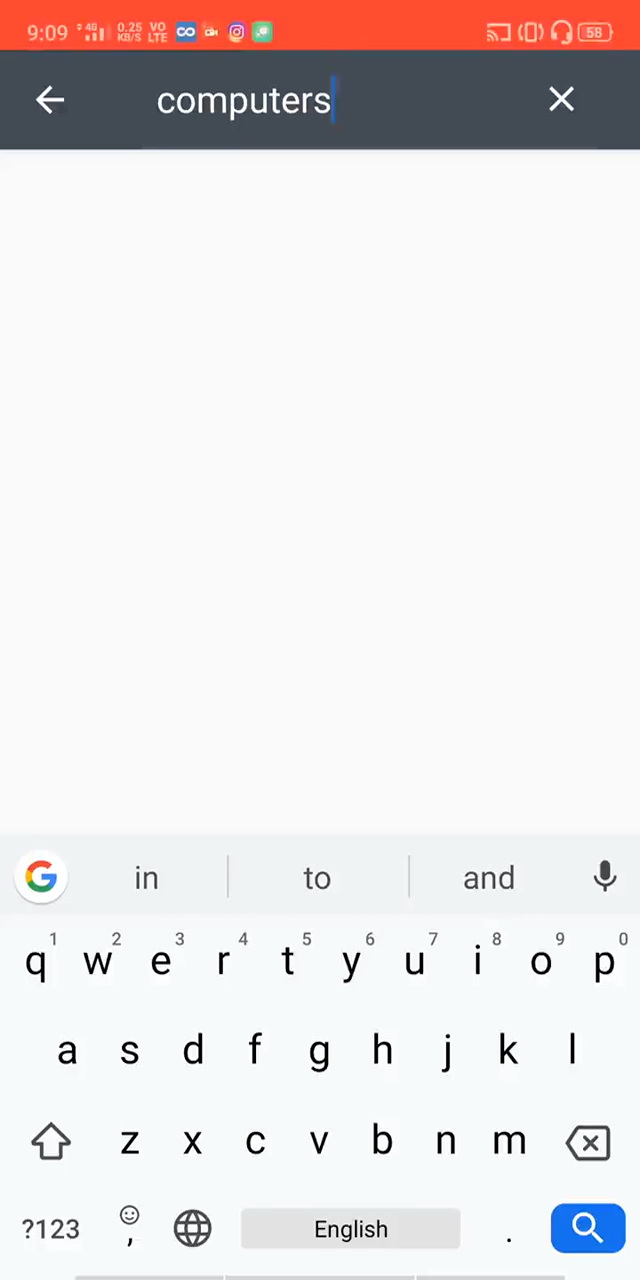 9:09 4G 0.25 KB/S VO LTE 58
computers
in to and
1 2 3 4 5 6 7 8 9 0
q w e r t y u i o p
a s d f g h j k l
z x c v b n m
?123 , English .